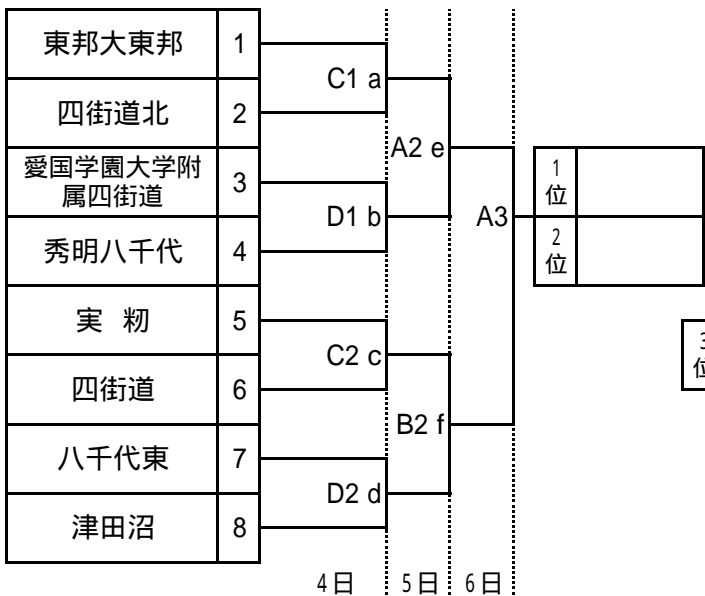 東邦大東邦 1
C1 a
四街道北 2
A2 e
愛国学園大学附
属四街道 3
1
位
D1 b
A3
秀明八千代 4
2
位
実 籾 5
C2 c
3
位
四街道 6
B2 f
八千代東 7
D2 d
津田沼 8
4日 5日 6日